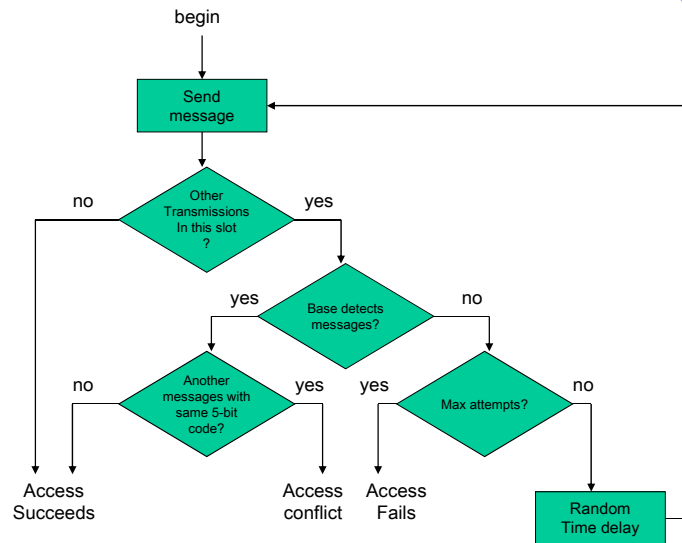 begin
Send
message
no
Other
Transmissions
In this slot
?
yes
yes
Base detects
messages?
no
no
Another
messages with
same 5-bit
code?
yes
yes
Max attempts?
no
Access
Succeeds
Access
conflict
Access
Fails
Random
Time delay